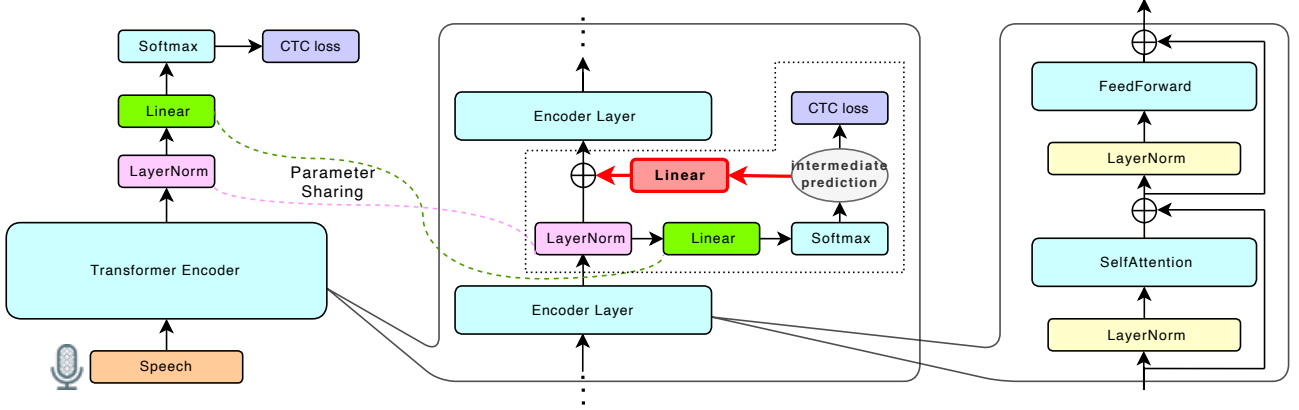 Softmax
CTC loss
Linear
LayerNorm
Parameter
Sharing
Transformer Encoder
Speech
Encoder Layer
CTC loss
Linear
intermediate
prediction
LayerNorm
Linear
Softmax
Encoder Layer
FeedForward
LayerNorm
SelfAttention
LayerNorm